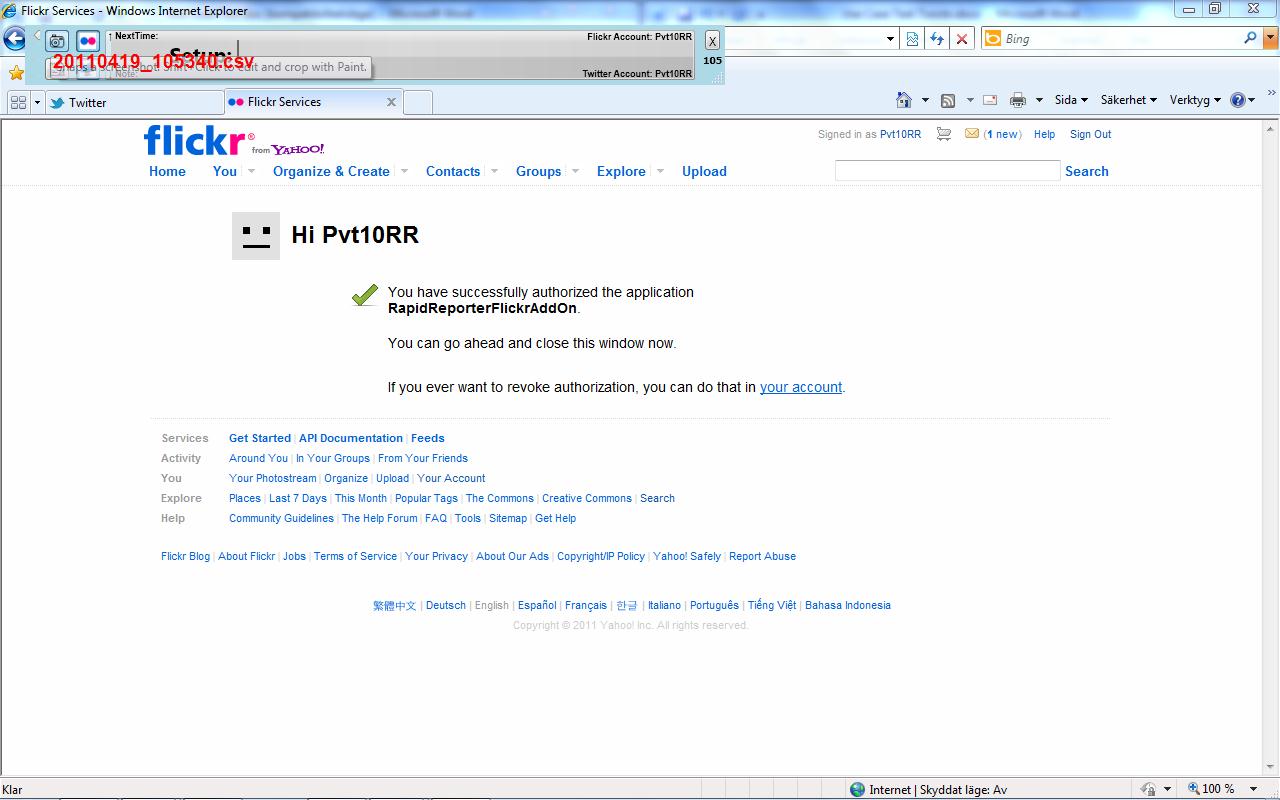 Flickr Services - Windows Internet Explorer
↑ NextTime:
Flickr Account: Pvt10RR
X
Setup:
20110419_105340.csv
to edit and crop with Paint.
Note:
Twitter Account: Pvt10RR
105
Bing
Twitter
Flickr Services
x
Sida
Säkerhet
Verktyg
»
flickr® from YAHOO!
Signed in as Pvt10RR
(1 new)
Help
Sign Out
Home
You
Organize & Create
Contacts
Groups
Explore
Upload
Search
Hi Pvt10RR
You have successfully authorized the application
RapidReporterFlickrAddOn.
You can go ahead and close this window now.
If you ever want to revoke authorization, you can do that in your account.
Services Get Started | API Documentation | Feeds
Activity Around You | In Your Groups | From Your Friends
You Your Photostream | Organize | Upload | Your Account
Explore Places | Last 7 Days | This Month | Popular Tags | The Commons | Creative Commons | Search
Help Community Guidelines | The Help Forum | FAQ | Tools | Sitemap | Get Help
Flickr Blog | About Flickr | Jobs | Terms of Service | Your Privacy | About Our Ads | Copyright/IP Policy | Yahoo! Safely | Report Abuse
繁體中文 | Deutsch | English | Español | Français | 한글 | Italiano | Português | Tiếng Việt | Bahasa Indonesia
Copyright © 2011 Yahoo! Inc. All rights reserved.
Klar
Internet | Skyddat läge: Av
100 %